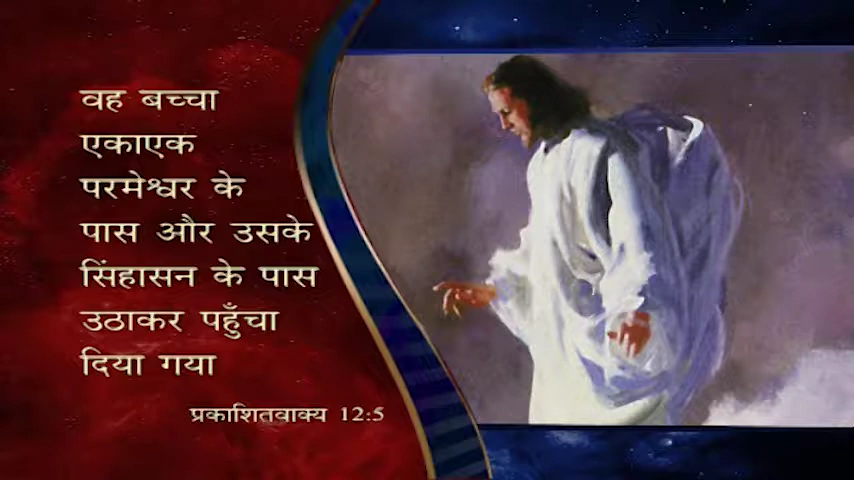 वह बच्चा
एकाएक
परमेश्वर के
पास और उसके
सिंहासन के पास
उठाकर पहुँचा
दिया गया
प्रकाशितवाक्य 12:5